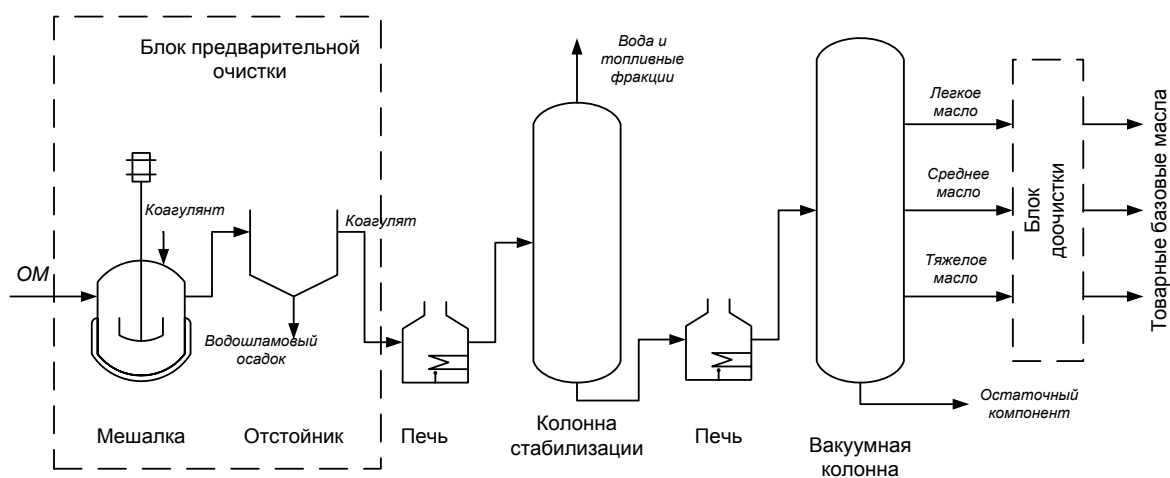 Блок предварительной
очистки
Вода и
топливные
фракции
Легкое
масло
Среднее
масло
Тяжелое
масло
Блок
доочистки
Товарные базовые масла
Коагулянт
Коагулят
ОМ
Водошламовый
осадок
Остаточный
компонент
Мешалка
Отстойник
Печь
Колонна
стабилизации
Печь
Вакуумная
колонна